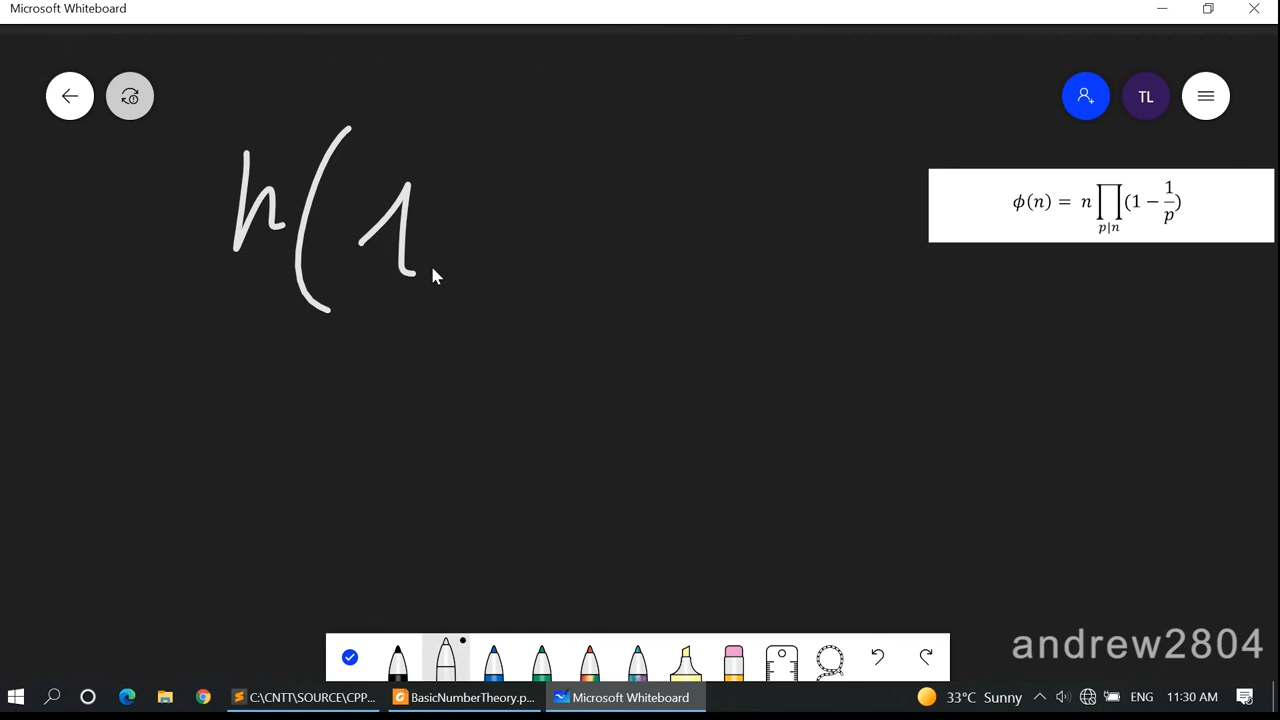 Microsoft Whiteboard
TL
n(1
ϕ(n) = n∏p|n(1 − 1/p)
andrew2804
C:\CNTT\SOURCE\CPP...
BasicNumberTheory.p...
Microsoft Whiteboard
33°C Sunny
ENG
11:30 AM